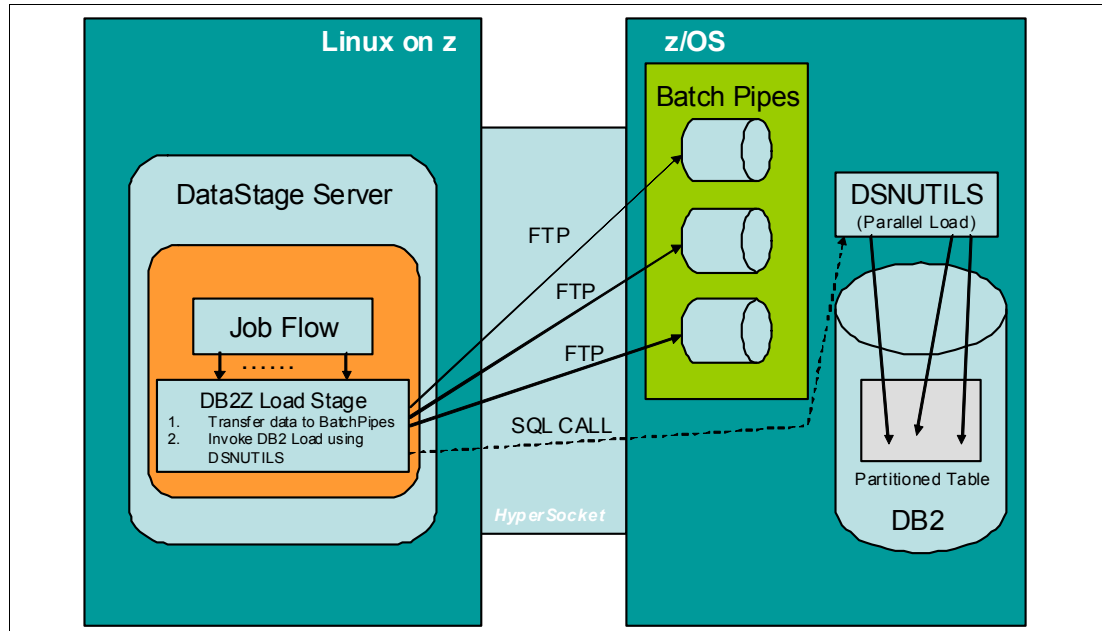 Linux on z
z/OS
Batch Pipes
DataStage Server
DSNUTILS
(Parallel Load)
FTP
FTP
FTP
Job Flow
......
DB2Z Load Stage
1. Transfer data to BatchPipes
2. Invoke DB2 Load using
DSNUTILS
SQL CALL
Partitioned Table
DB2
HyperSocket